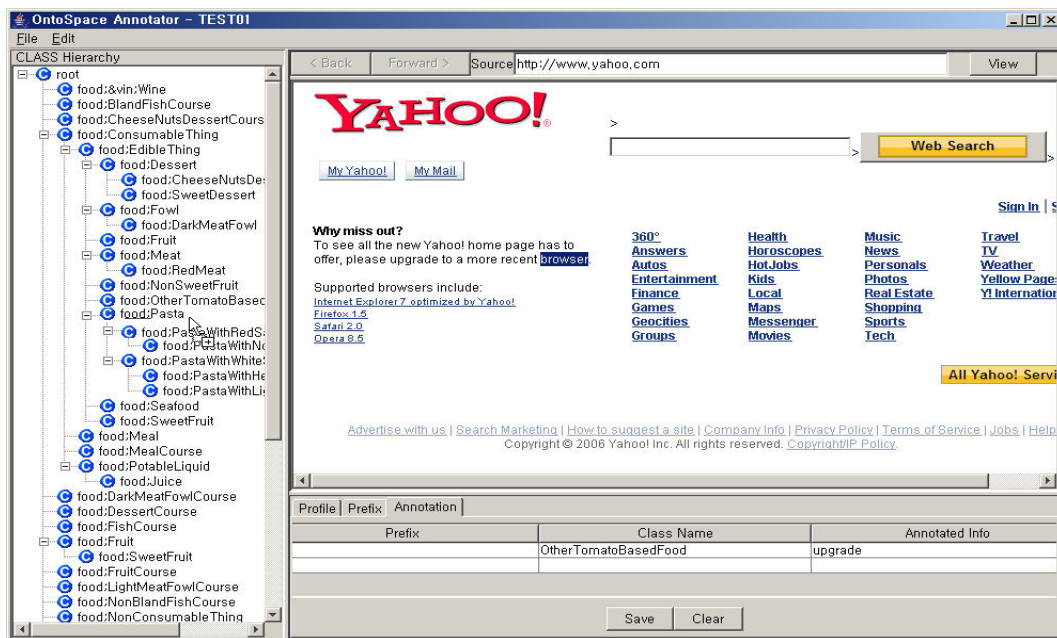 OntoSpace Annotator - TEST01
File Edit
CLASS Hierarchy
root
food;&vin;Wine
food;BlandFishCourse
food;CheeseNutsDessertCours
food;ConsumableThing
food;EdibleThing
food;Dessert
food;CheeseNutsDe
food;SweetDessert
food;Fowl
food;DarkMeatFowl
food;Fruit
food;Meat
food;RedMeat
food;NonSweetFruit
food;OtherTomatoBased
food;Pasta
food;PastaWithRedS
food;PastaWithNo
food;PastaWithWhite
food;PastaWithHe
food;PastaWithLi
food;Seafood
food;SweetFruit
food;Meal
food;MealCourse
food;PotableLiquid
food;Juice
food;DarkMeatFowlCourse
food;DessertCourse
food;FishCourse
food;Fruit
food;SweetFruit
food;FruitCourse
food;LightMeatFowlCourse
food;NonBlandFishCourse
food;NonConsumableThing
< Back Forward > Source http://www.yahoo.com View
YAHOO!
>
Web Search
> >
My Yahoo! My Mail
Sign In | S
Why miss out?
To see all the new Yahoo! home page has to
offer, please upgrade to a more recent browser.
Supported browsers include:
Internet Explorer 7 optimized by Yahoo!
Firefox 1.5
Safari 2.0
Opera 8.5
360° Health Music Travel
Answers Horoscopes News TV
Autos HotJobs Personals Weather
Entertainment Kids Photos Yellow Page
Finance Local Real Estate Y! Internation
Games Maps Shopping
Geocities Messenger Sports
Groups Movies Tech
All Yahoo! Servi
Advertise with us | Search Marketing | How to suggest a site | Company Info | Privacy Policy | Terms of Service | Jobs | Help
Copyright © 2006 Yahoo! Inc. All rights reserved. Copyright/IP Policy.
Profile Prefix Annotation
Prefix Class Name Annotated Info
OtherTomatoBasedFood upgrade
Save Clear